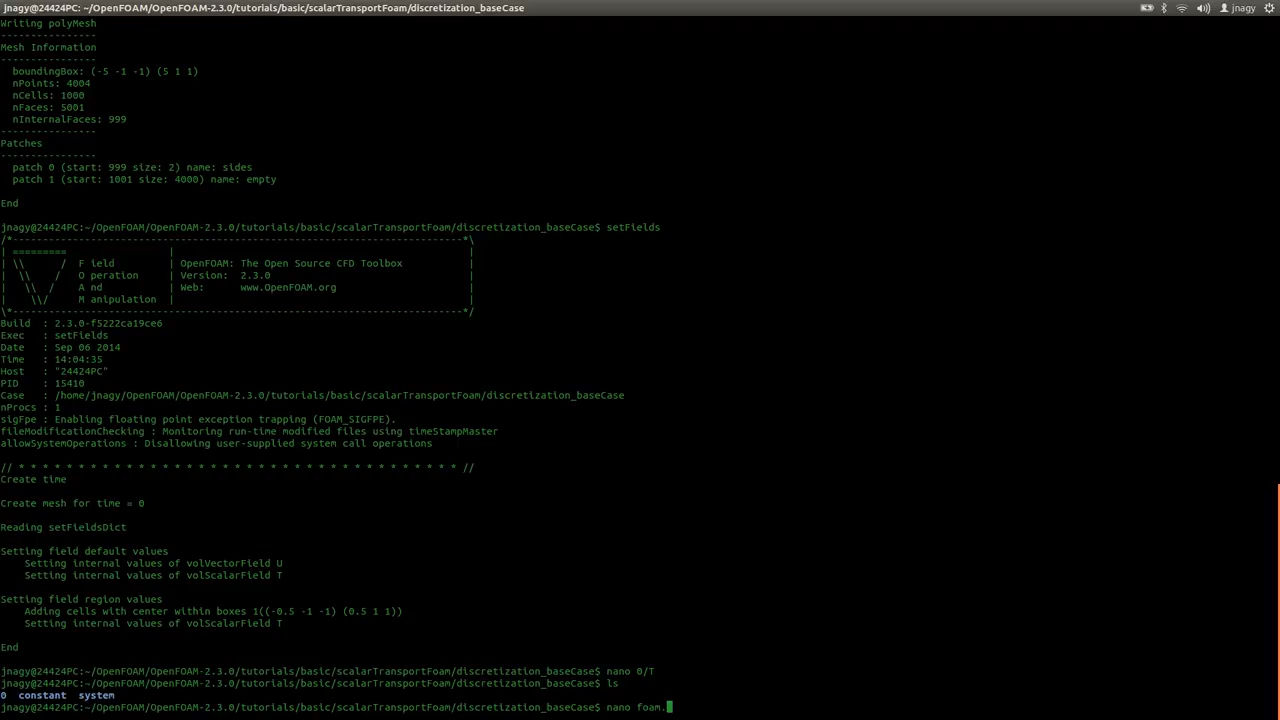 jnagy@24424PC: ~/OpenFOAM/OpenFOAM-2.3.0/tutorials/basic/scalarTransportFoam/discretization_baseCase
jnagy
Writing polyMesh
----------------
Mesh Information
----------------
  boundingBox: (-5 -1 -1) (5 1 1)
  nPoints: 4004
  nCells: 1000
  nFaces: 5001
  nInternalFaces: 999
----------------
Patches
----------------
  patch 0 (start: 999 size: 2) name: sides
  patch 1 (start: 1001 size: 4000) name: empty

End

jnagy@24424PC:~/OpenFOAM/OpenFOAM-2.3.0/tutorials/basic/scalarTransportFoam/discretization_baseCase$ setFields
/*---------------------------------------------------------------------------*\
| =========                 |                                                 |
| \\      /  F ield         | OpenFOAM: The Open Source CFD Toolbox           |
|  \\    /   O peration     | Version:  2.3.0                                 |
|   \\  /    A nd           | Web:      www.OpenFOAM.org                      |
|    \\/     M anipulation  |                                                 |
\*---------------------------------------------------------------------------*/
Build  : 2.3.0-f5222ca19ce6
Exec   : setFields
Date   : Sep 06 2014
Time   : 14:04:35
Host   : "24424PC"
PID    : 15410
Case   : /home/jnagy/OpenFOAM/OpenFOAM-2.3.0/tutorials/basic/scalarTransportFoam/discretization_baseCase
nProcs : 1
sigFpe : Enabling floating point exception trapping (FOAM_SIGFPE).
fileModificationChecking : Monitoring run-time modified files using timeStampMaster
allowSystemOperations : Disallowing user-supplied system call operations

// * * * * * * * * * * * * * * * * * * * * * * * * * * * * * * * * * * * * * //
Create time

Create mesh for time = 0

Reading setFieldsDict

Setting field default values
    Setting internal values of volVectorField U
    Setting internal values of volScalarField T

Setting field region values
    Adding cells with center within boxes 1((-0.5 -1 -1) (0.5 1 1))
    Setting internal values of volScalarField T

End

jnagy@24424PC:~/OpenFOAM/OpenFOAM-2.3.0/tutorials/basic/scalarTransportFoam/discretization_baseCase$ nano 0/T
jnagy@24424PC:~/OpenFOAM/OpenFOAM-2.3.0/tutorials/basic/scalarTransportFoam/discretization_baseCase$ ls
0  constant  system
jnagy@24424PC:~/OpenFOAM/OpenFOAM-2.3.0/tutorials/basic/scalarTransportFoam/discretization_baseCase$ nano foam.